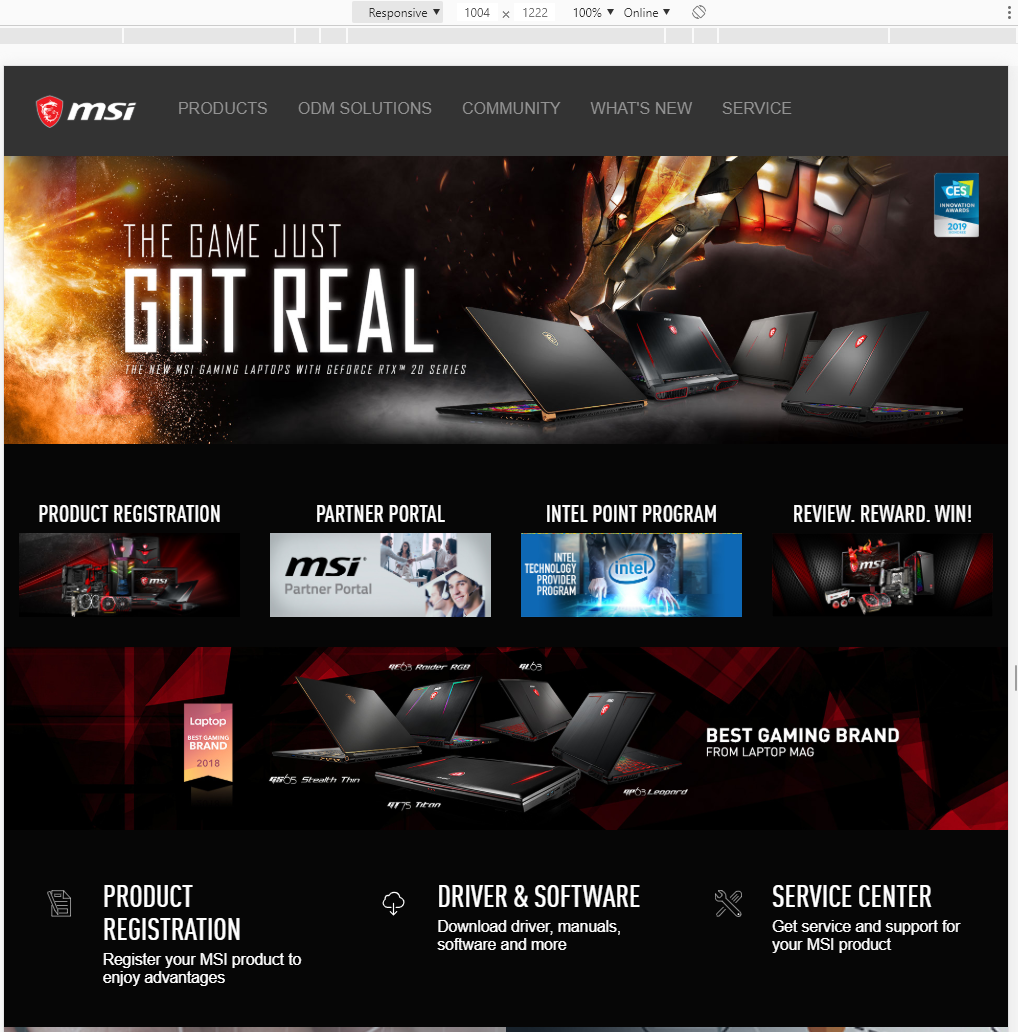 Responsive ▼ 1004 x 1222 100% ▼ Online ▼
msi PRODUCTS ODM SOLUTIONS COMMUNITY WHAT'S NEW SERVICE
CES
INNOVATION
AWARDS
2019
THE GAME JUST
GOT REAL
THE NEW MSI GAMING LAPTOPS WITH GEFORCE RTX™ 20 SERIES
PRODUCT REGISTRATION
PARTNER PORTAL
INTEL POINT PROGRAM
REVIEW. REWARD. WIN!
msi
msi
Partner Portal
INTEL
TECHNOLOGY
PROVIDER
PROGRAM
intel
msi
GE63 Raider RGB
GL63
Laptop
BEST GAMING
BRAND
2018
GS65 Stealth Thin
GT75 Titan
GP63 Leopard
BEST GAMING BRAND
FROM LAPTOP MAG
PRODUCT
REGISTRATION
Register your MSI product to
enjoy advantages
DRIVER & SOFTWARE
Download driver, manuals,
software and more
SERVICE CENTER
Get service and support for
your MSI product